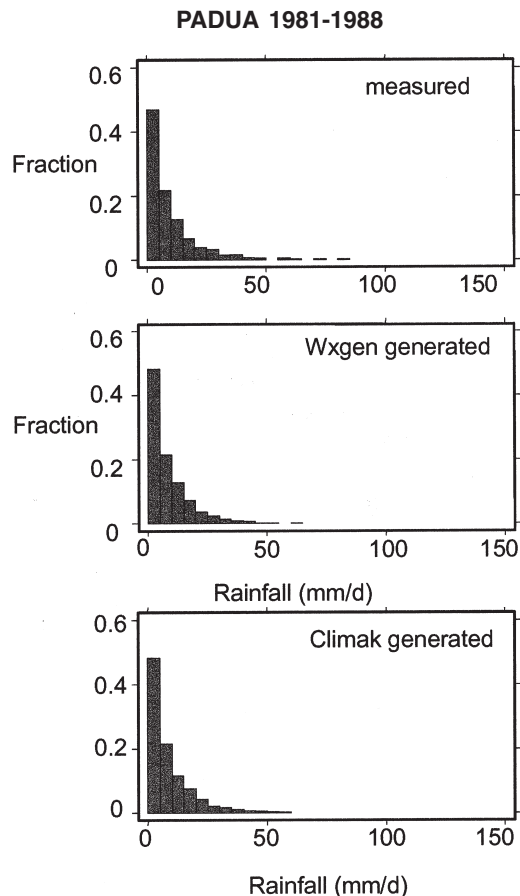 PADUA 1981-1988
0.6
measured
0.4
Fraction
0.2
0
0 50 100 150
0.6
Wxgen generated
0.4
Fraction
0.2
0
0 50 100 150
Rainfall (mm/d)
0.6
Climak generated
0.4
0.2
0
0 50 100 150
Rainfall (mm/d)